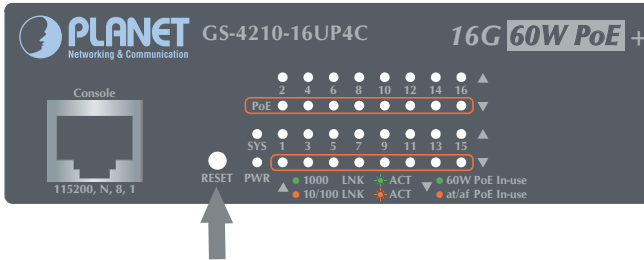 PLANET
Networking & Communication
GS-4210-16UP4C
16G 60W PoE +
Console
115200, N, 8, 1
2 4 6 8 10 12 14 16
PoE
SYS 1 3 5 7 9 11 13 15
RESET PWR
1000 LNK ACT 60W PoE In-use
10/100 LNK ACT at/af PoE In-use